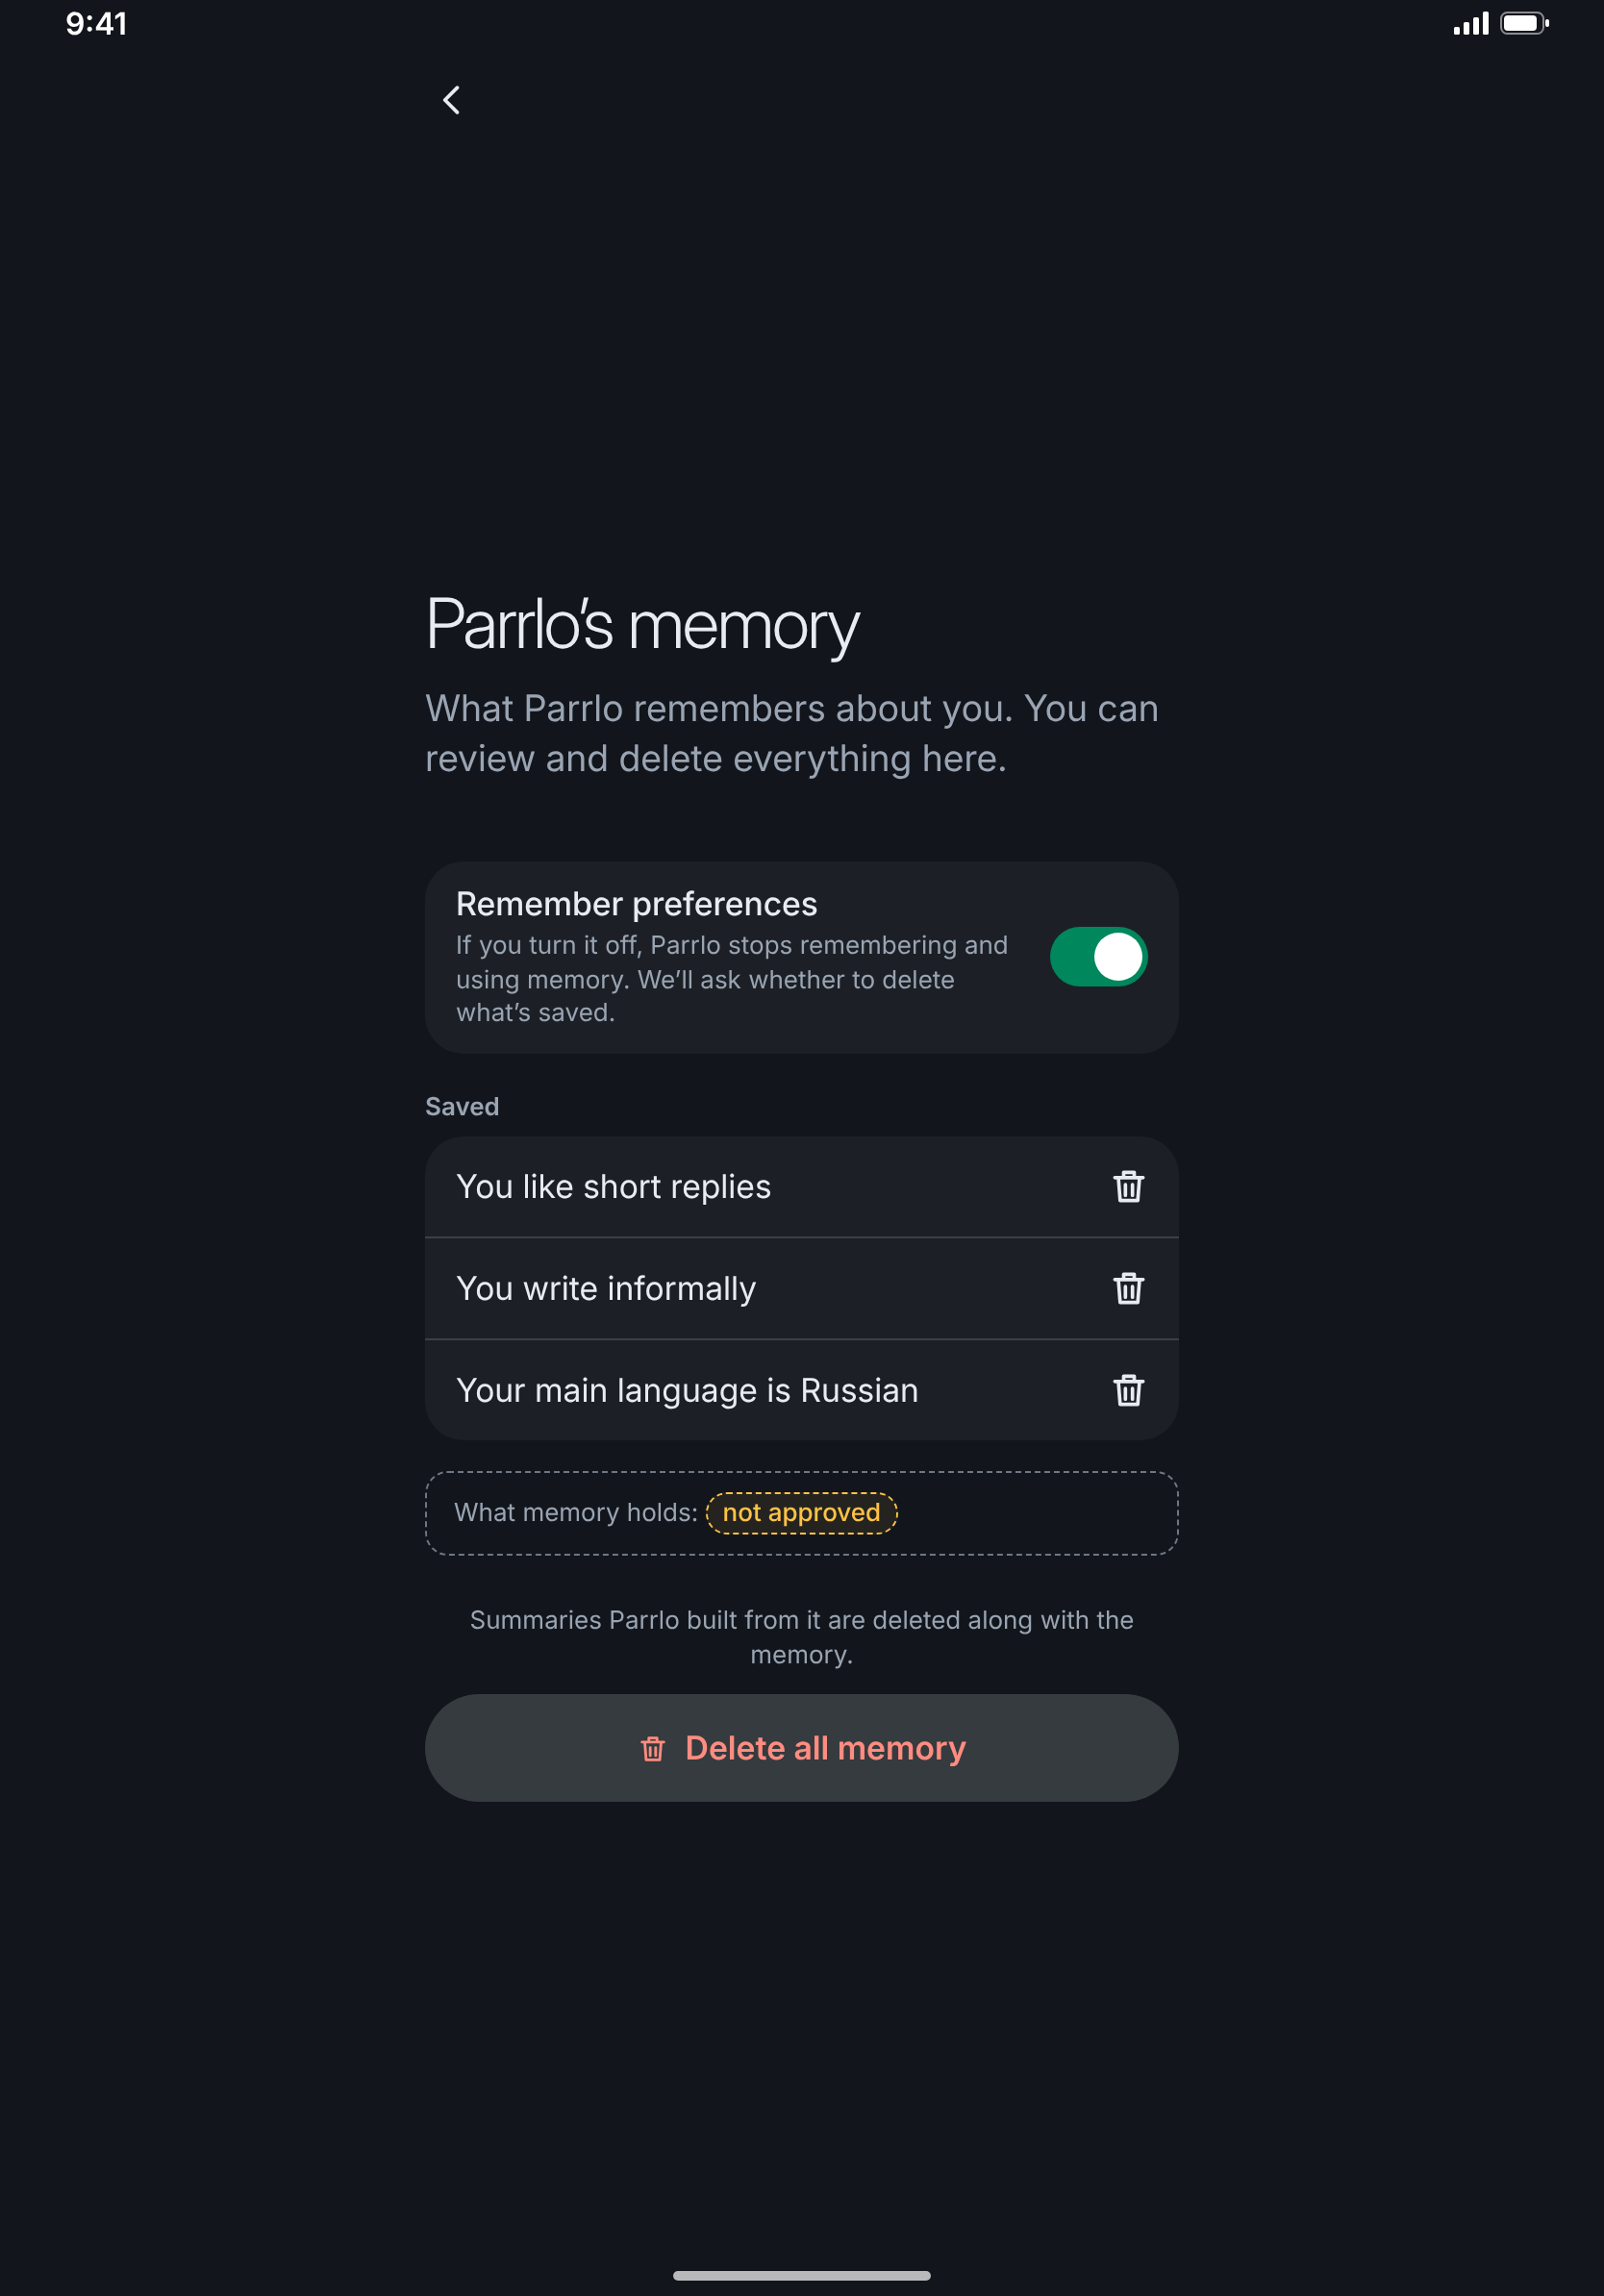 9:41
Parrlo’s memory
What Parrlo remembers about you. You can
review and delete everything here.
Remember preferences
If you turn it off, Parrlo stops remembering and
using memory. We’ll ask whether to delete
what’s saved.
Saved
You like short replies
You write informally
Your main language is Russian
What memory holds: not approved
Summaries Parrlo built from it are deleted along with the
memory.
Delete all memory